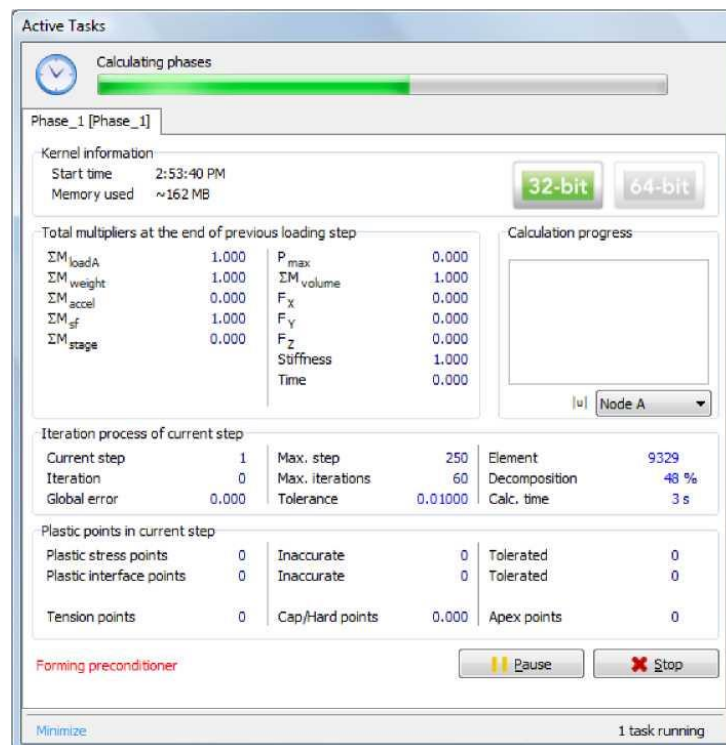 Active Tasks
Calculating phases
Phase_1 [Phase_1]
Kernel information
Start time 2:53:40 PM
Memory used ~162 MB
32-bit 64-bit
Total multipliers at the end of previous loading step
ΣM loadA 1.000 P max 0.000
ΣM weight 1.000 ΣM volume 1.000
ΣM accel 0.000 F X 0.000
ΣM sf 1.000 F Y 0.000
ΣM stage 0.000 F Z 0.000
Stiffness 1.000
Time 0.000
Calculation progress
|u| Node A
Iteration process of current step
Current step 1 Max. step 250 Element 9329
Iteration 0 Max. iterations 60 Decomposition 48 %
Global error 0.000 Tolerance 0.01000 Calc. time 3 s
Plastic points in current step
Plastic stress points 0 Inaccurate 0 Tolerated 0
Plastic interface points 0 Inaccurate 0 Tolerated 0
Tension points 0 Cap/Hard points 0.000 Apex points 0
Forming preconditioner Pause Stop
Minimize 1 task running